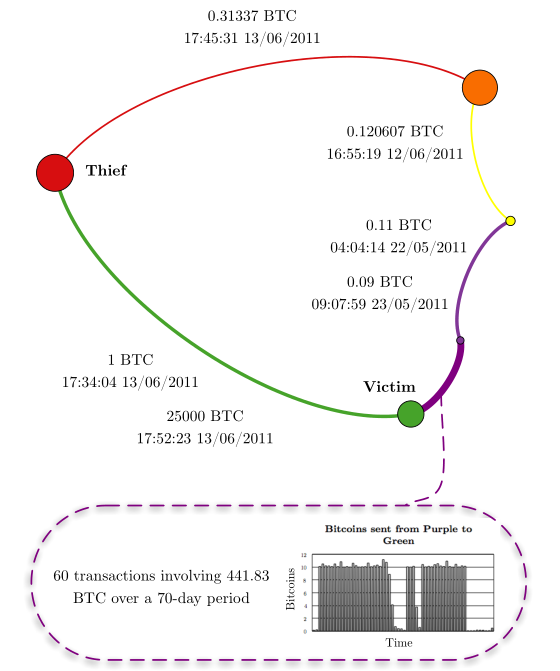 0.31337 BTC
17:45:31 13/06/2011
0.120607 BTC
16:55:19 12/06/2011
Thief
0.11 BTC
04:04:14 22/05/2011
0.09 BTC
09:07:59 23/05/2011
1 BTC
17:34:04 13/06/2011
Victim
25000 BTC
17:52:23 13/06/2011
60 transactions involving 441.83
BTC over a 70-day period
Bitcoins sent from Purple to
Green
Bitcoins
12
10
8
6
4
2
0
Time